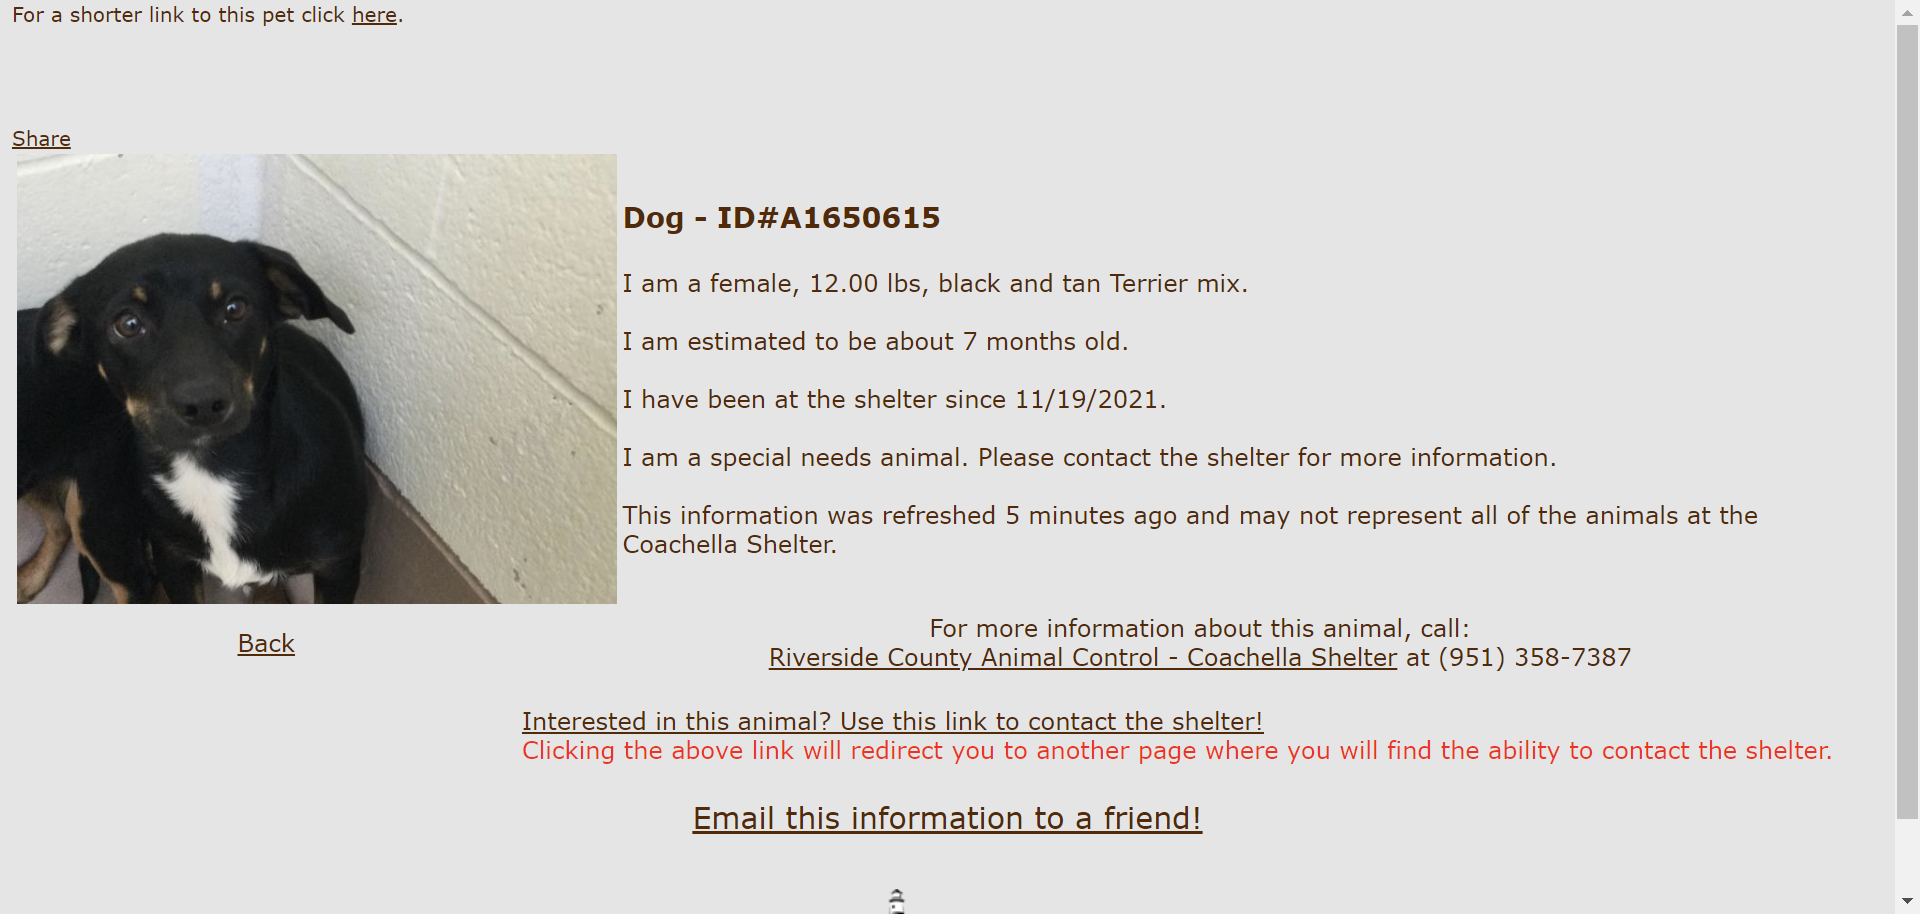 For a shorter link to this pet click here.
Share
Dog - ID#A1650615
I am a female, 12.00 lbs, black and tan Terrier mix.
I am estimated to be about 7 months old.
I have been at the shelter since 11/19/2021.
I am a special needs animal. Please contact the shelter for more information.
This information was refreshed 5 minutes ago and may not represent all of the animals at the
Coachella Shelter.
Back
For more information about this animal, call:
Riverside County Animal Control - Coachella Shelter at (951) 358-7387
Interested in this animal? Use this link to contact the shelter!
Clicking the above link will redirect you to another page where you will find the ability to contact the shelter.
Email this information to a friend!